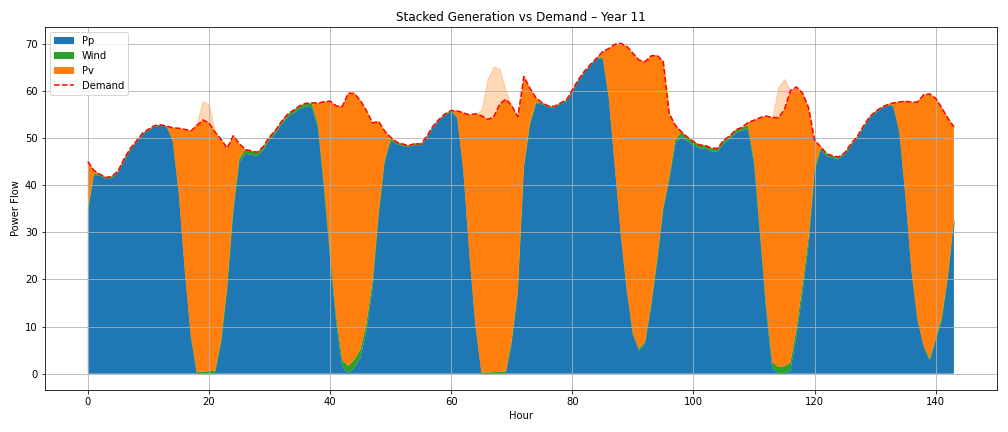 Stacked Generation vs Demand – Year 11
Pp
Wind
Pv
Demand
Power Flow
70
60
50
40
30
20
10
0
0 20 40 60 80 100 120 140
Hour